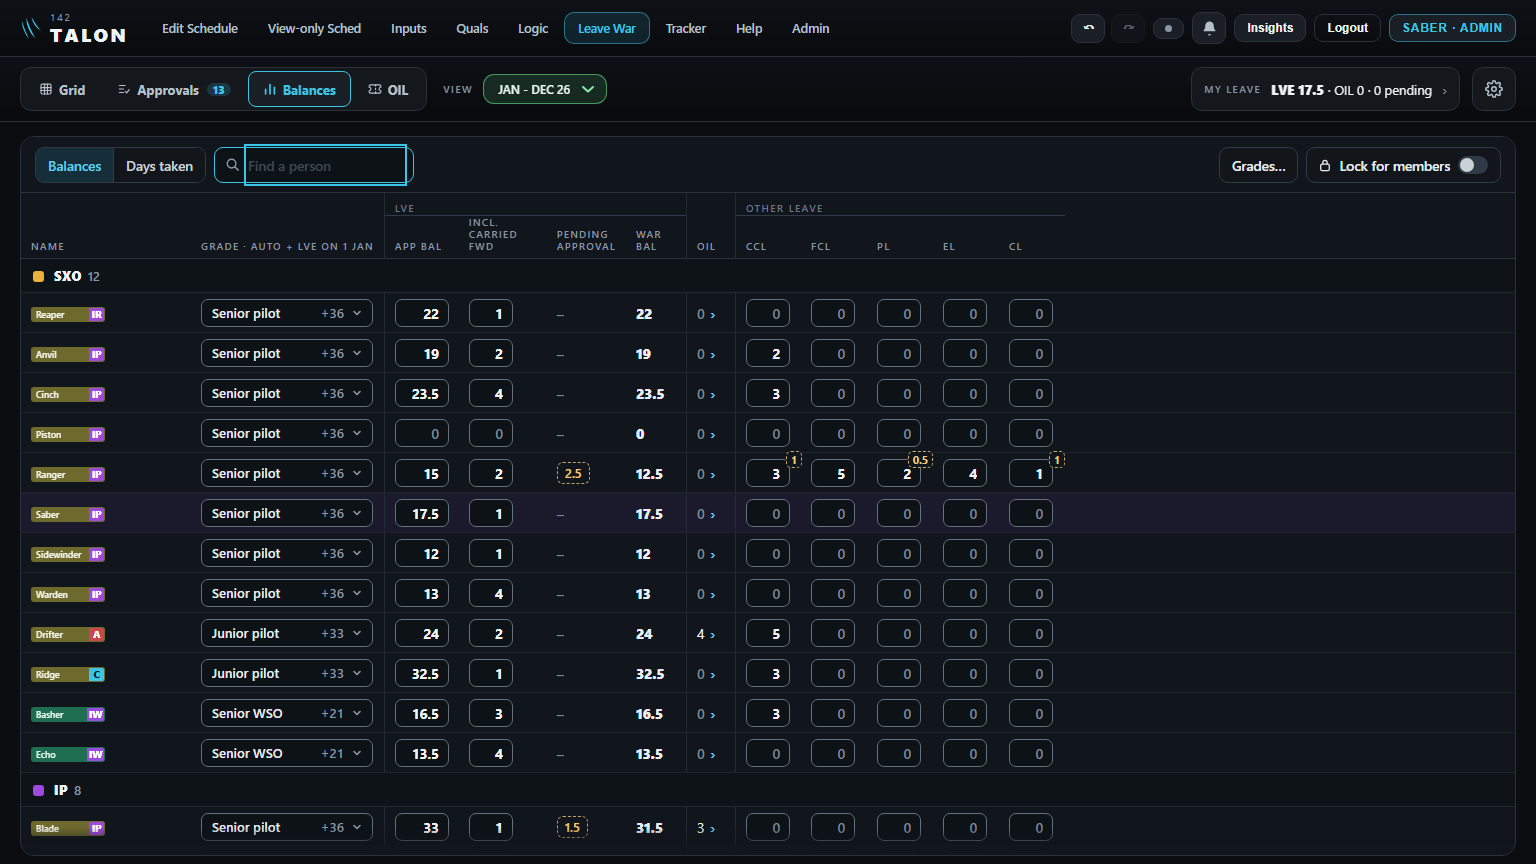 142
TALON
Edit Schedule
View-only Sched
Inputs
Quals
Logic
Leave War
Tracker
Help
Admin
Insights
Logout
SABER · ADMIN
Grid
Approvals 13
Balances
OIL
VIEW
JAN - DEC 26
MY LEAVE LVE 17.5 · OIL 0 · 0 pending ›
Balances
Days taken
Find a person
Grades...
Lock for members
LVE
OTHER LEAVE
NAME
GRADE · AUTO + LVE ON 1 JAN
APP BAL
INCL. CARRIED FWD
PENDING APPROVAL
WAR BAL
OIL
CCL
FCL
PL
EL
CL
SXO 12
Reaper IR Senior pilot +36 22 1 – 22 0 › 0 0 0 0 0
Anvil IP Senior pilot +36 19 2 – 19 0 › 2 0 0 0 0
Cinch IP Senior pilot +36 23.5 4 – 23.5 0 › 3 0 0 0 0
Piston IP Senior pilot +36 0 0 – 0 0 › 0 0 0 0 0
Ranger IP Senior pilot +36 15 2 2.5 12.5 0 › 3 1 5 2 0.5 4 1 1
Saber IP Senior pilot +36 17.5 1 – 17.5 0 › 0 0 0 0 0
Sidewinder IP Senior pilot +36 12 1 – 12 0 › 0 0 0 0 0
Warden IP Senior pilot +36 13 4 – 13 0 › 0 0 0 0 0
Drifter A Junior pilot +33 24 2 – 24 4 › 5 0 0 0 0
Ridge C Junior pilot +33 32.5 1 – 32.5 0 › 3 0 0 0 0
Basher IW Senior WSO +21 16.5 3 – 16.5 0 › 3 0 0 0 0
Echo IW Senior WSO +21 13.5 4 – 13.5 0 › 0 0 0 0 0
IP 8
Blade IP Senior pilot +36 33 1 1.5 31.5 3 › 0 0 0 0 0